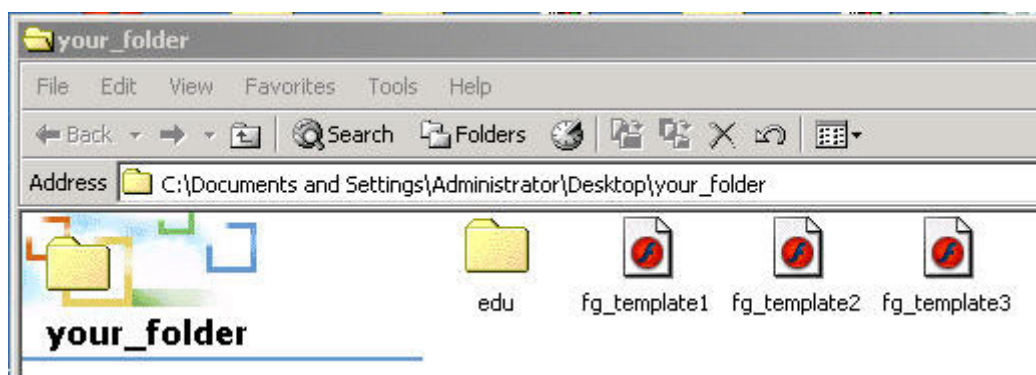 your_folder
File Edit View Favorites Tools Help
Back Search Folders
Address C:\Documents and Settings\Administrator\Desktop\your_folder
edu fg_template1 fg_template2 fg_template3
your_folder